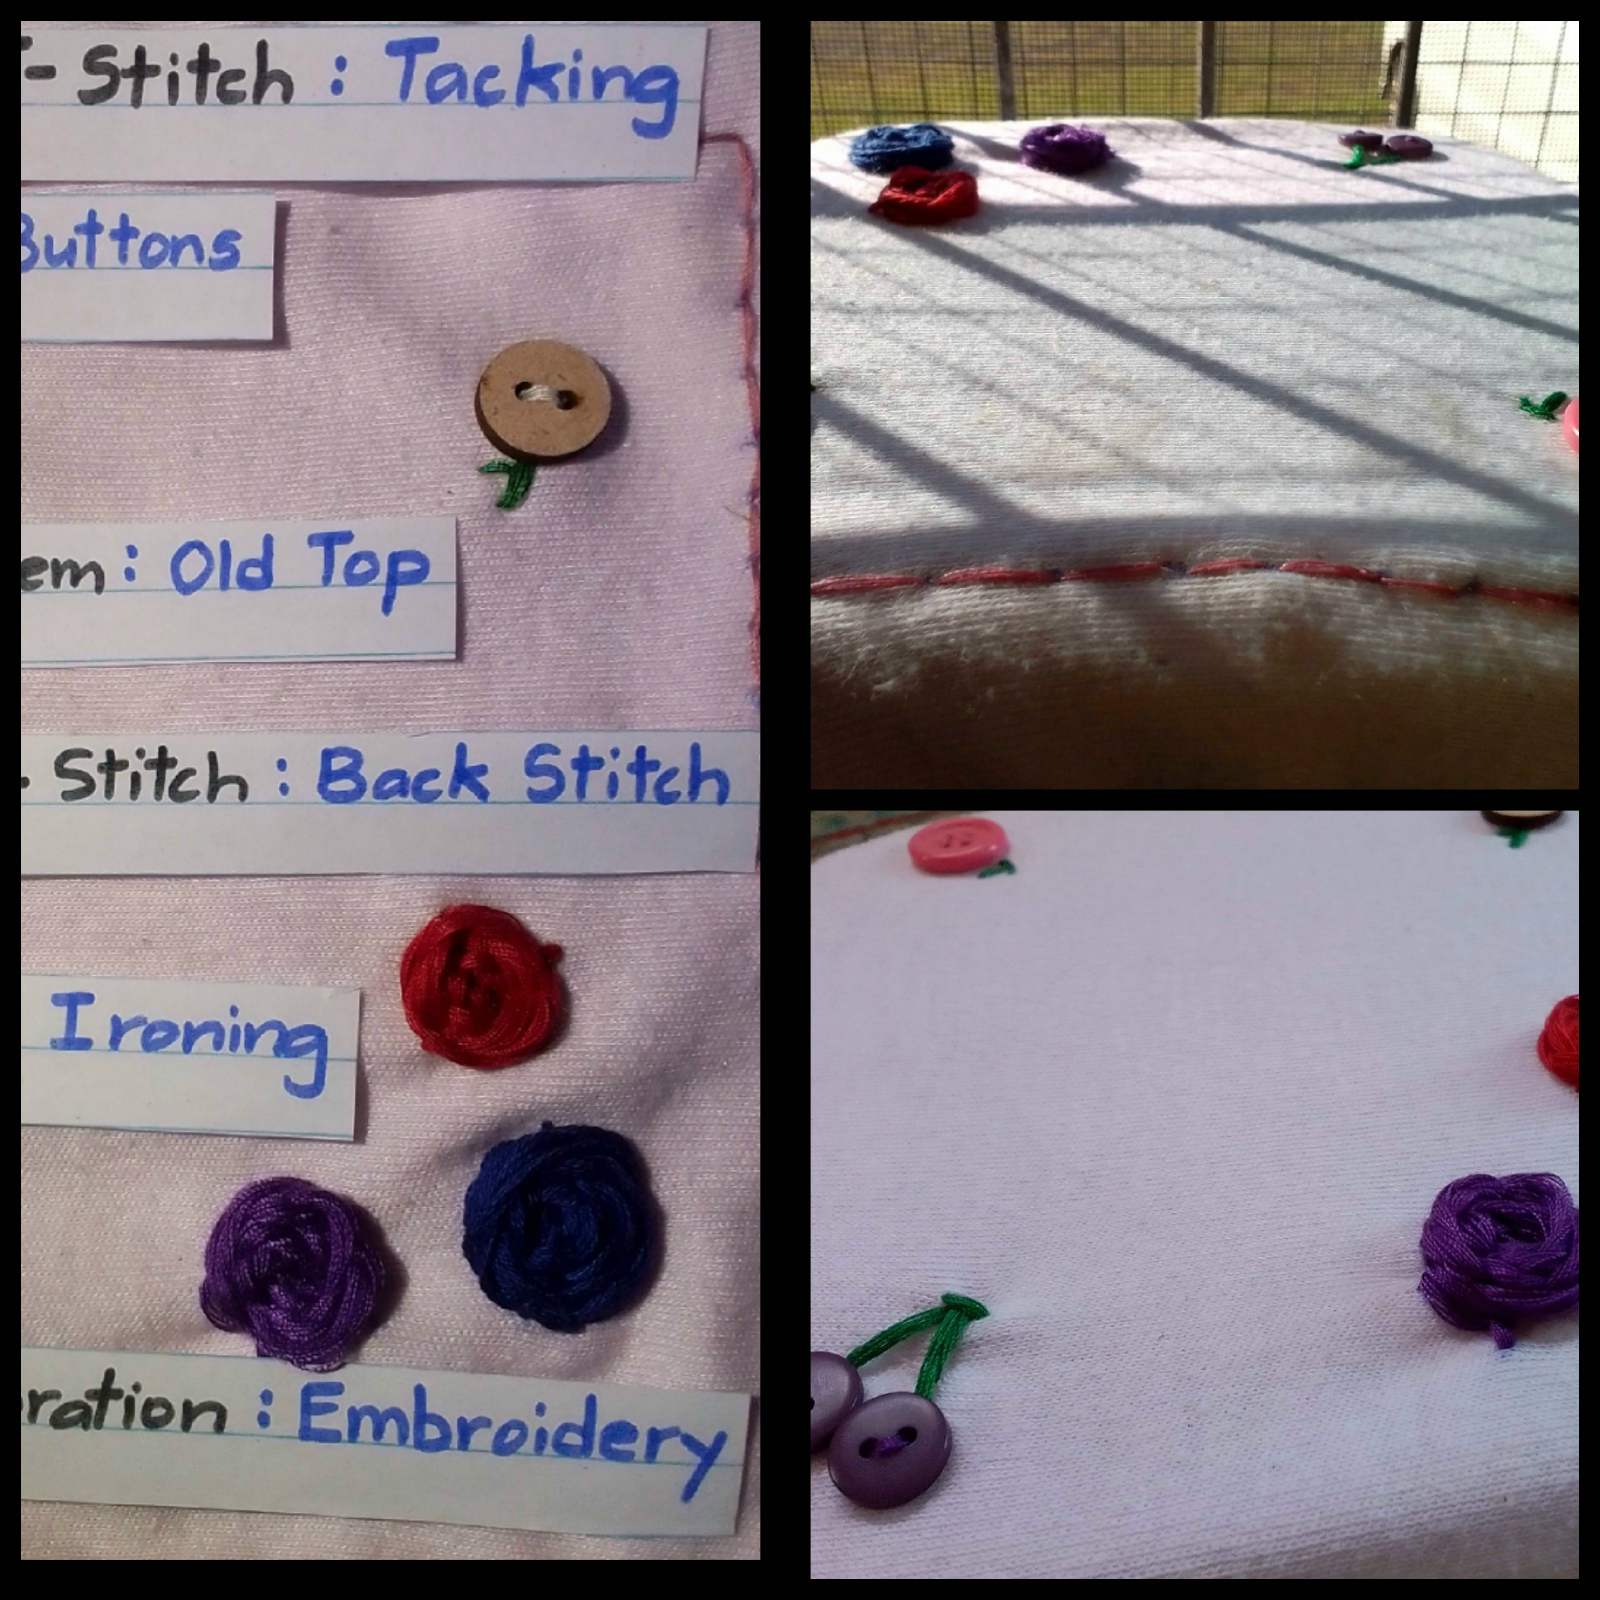 - Stitch : Tacking
Buttons
em : Old Top
- Stitch : Back Stitch
Ironing
ration : Embroidery